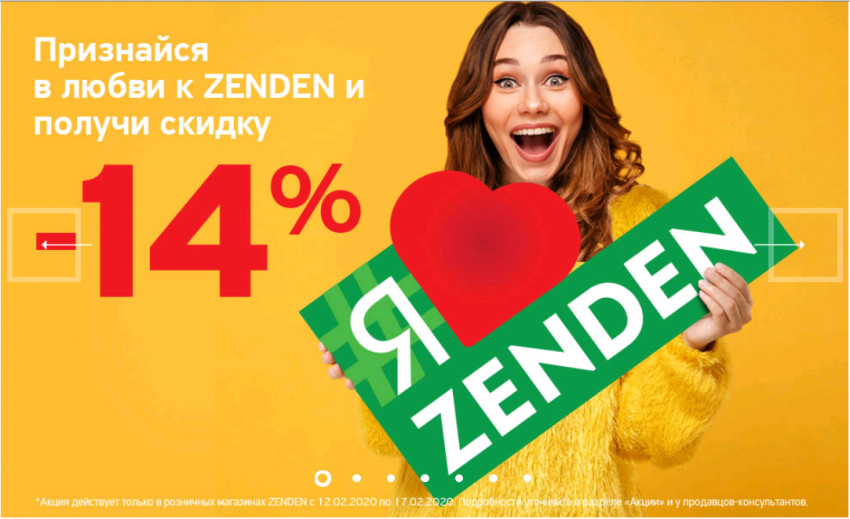 Признайся
в любви к ZENDEN и
получи скидку
-14%
#Я
ZENDEN
*Акция действует только в розничных магазинах ZENDEN с 12.02.2020 по 17.02.2020. Подробности уточняйте в разделе «Акции» и у продавцов-консультантов.